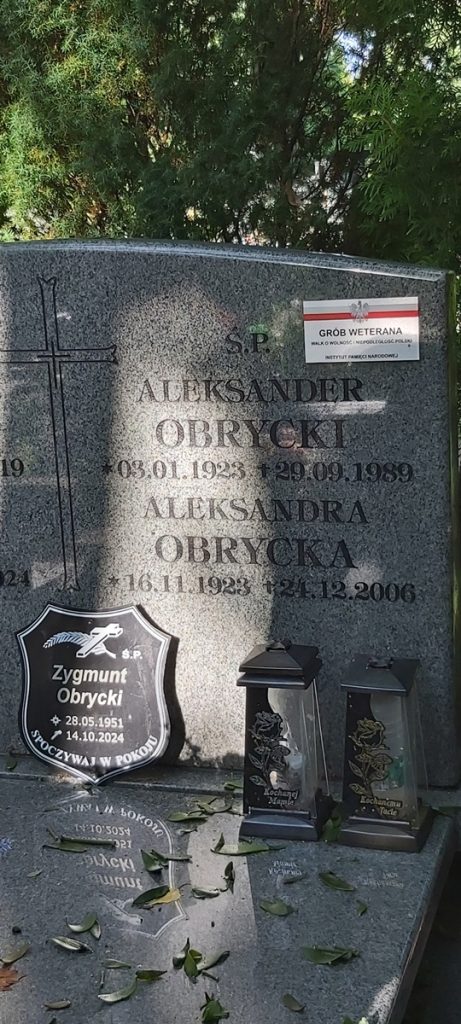 GRÓB WETERANA
WALK O WOLNOŚĆ I NIEPODLEGŁOŚĆ POLSKI
INSTYTUT PAMIĘCI NARODOWEJ
Ś.P.
ALEKSANDER
OBRYCKI
*03.01.1923 †29.09.1989
ALEKSANDRA
OBRYCKA
*16.11.1923 †24.12.2006
19
024
Ś.P.
Zygmunt
Obrycki
28.05.1951
14.10.2024
SPOCZYWAJ W POKOJU
Kochanej
Mamie
Kochanemu
Tacie